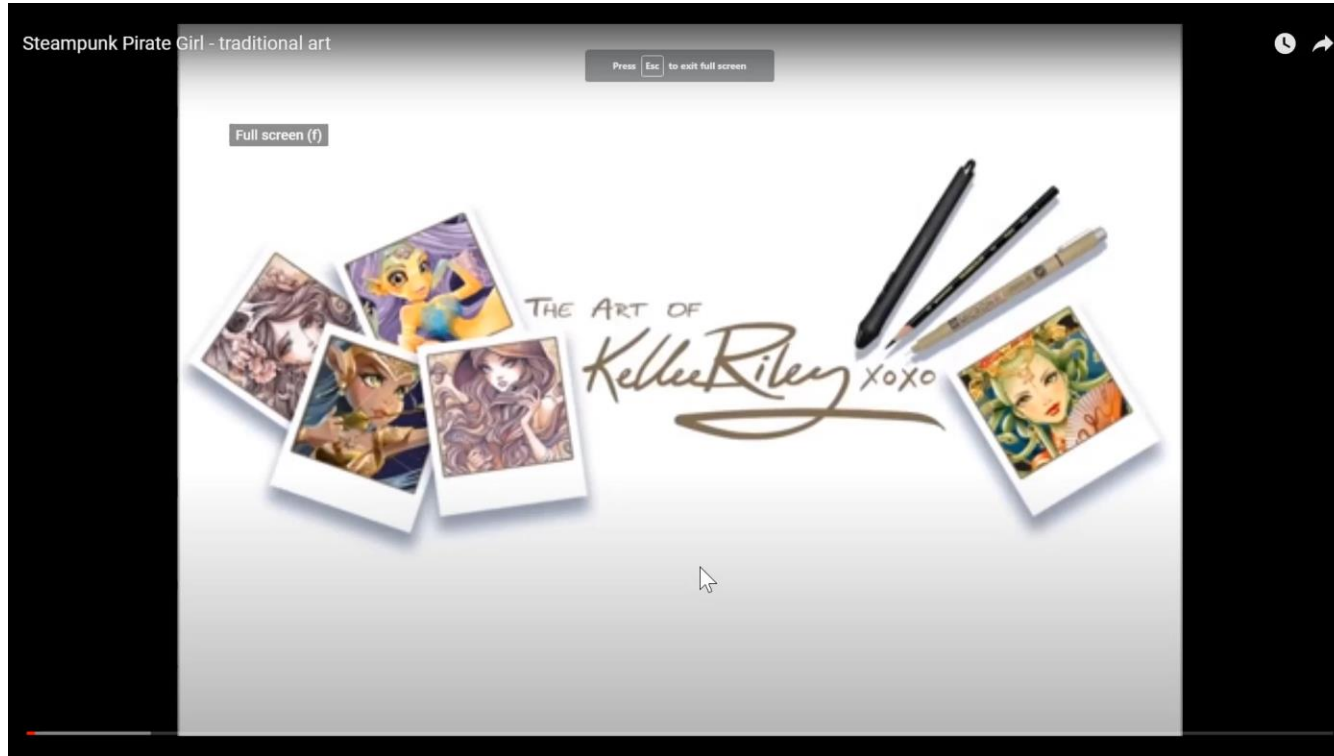 Steampunk Pirate Girl - traditional art
Press Esc to exit full screen
Full screen (f)
THE ART OF
KelleeRiley xoxo